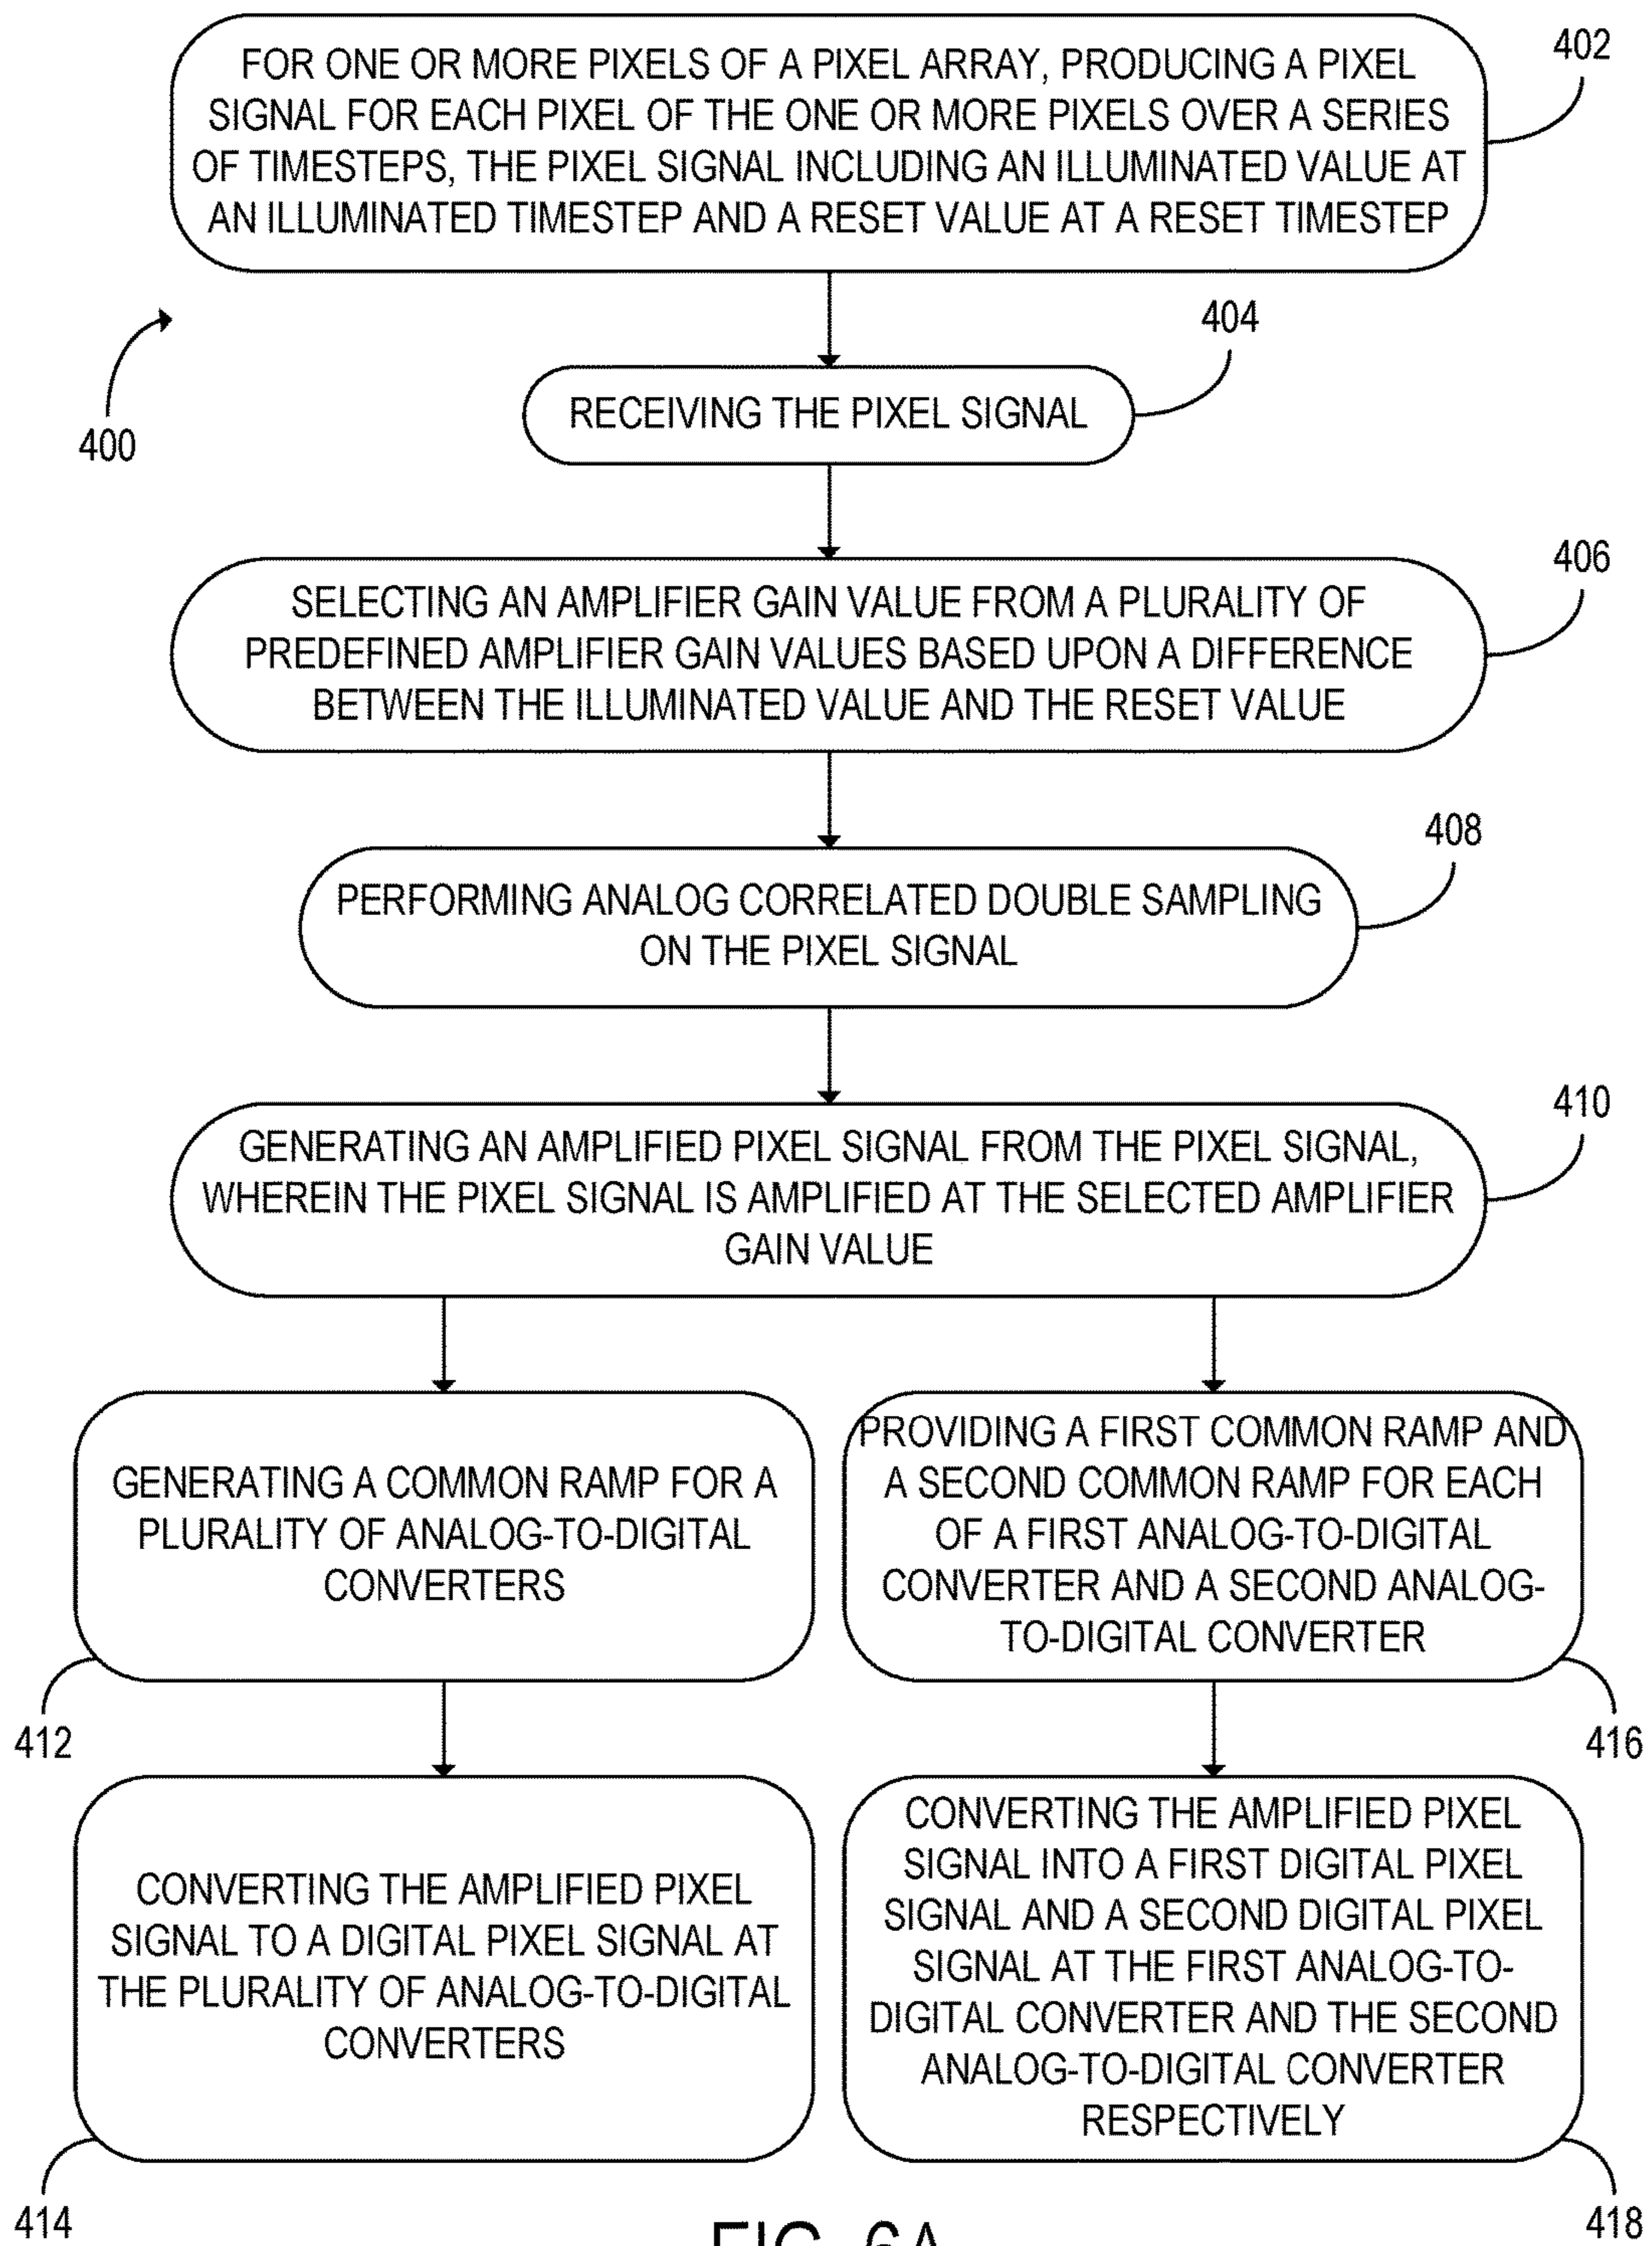 FOR ONE OR MORE PIXELS OF A PIXEL ARRAY, PRODUCING A PIXEL
SIGNAL FOR EACH PIXEL OF THE ONE OR MORE PIXELS OVER A SERIES
OF TIMESTEPS, THE PIXEL SIGNAL INCLUDING AN ILLUMINATED VALUE AT
AN ILLUMINATED TIMESTEP AND A RESET VALUE AT A RESET TIMESTEP
402
400
RECEIVING THE PIXEL SIGNAL
404
SELECTING AN AMPLIFIER GAIN VALUE FROM A PLURALITY OF
PREDEFINED AMPLIFIER GAIN VALUES BASED UPON A DIFFERENCE
BETWEEN THE ILLUMINATED VALUE AND THE RESET VALUE
406
PERFORMING ANALOG CORRELATED DOUBLE SAMPLING
ON THE PIXEL SIGNAL
408
GENERATING AN AMPLIFIED PIXEL SIGNAL FROM THE PIXEL SIGNAL,
WHEREIN THE PIXEL SIGNAL IS AMPLIFIED AT THE SELECTED AMPLIFIER
GAIN VALUE
410
GENERATING A COMMON RAMP FOR A
PLURALITY OF ANALOG-TO-DIGITAL
CONVERTERS
412
PROVIDING A FIRST COMMON RAMP AND
A SECOND COMMON RAMP FOR EACH
OF A FIRST ANALOG-TO-DIGITAL
CONVERTER AND A SECOND ANALOG-
TO-DIGITAL CONVERTER
416
CONVERTING THE AMPLIFIED PIXEL
SIGNAL TO A DIGITAL PIXEL SIGNAL AT
THE PLURALITY OF ANALOG-TO-DIGITAL
CONVERTERS
414
CONVERTING THE AMPLIFIED PIXEL
SIGNAL INTO A FIRST DIGITAL PIXEL
SIGNAL AND A SECOND DIGITAL PIXEL
SIGNAL AT THE FIRST ANALOG-TO-
DIGITAL CONVERTER AND THE SECOND
ANALOG-TO-DIGITAL CONVERTER
RESPECTIVELY
418
FIG. 6A